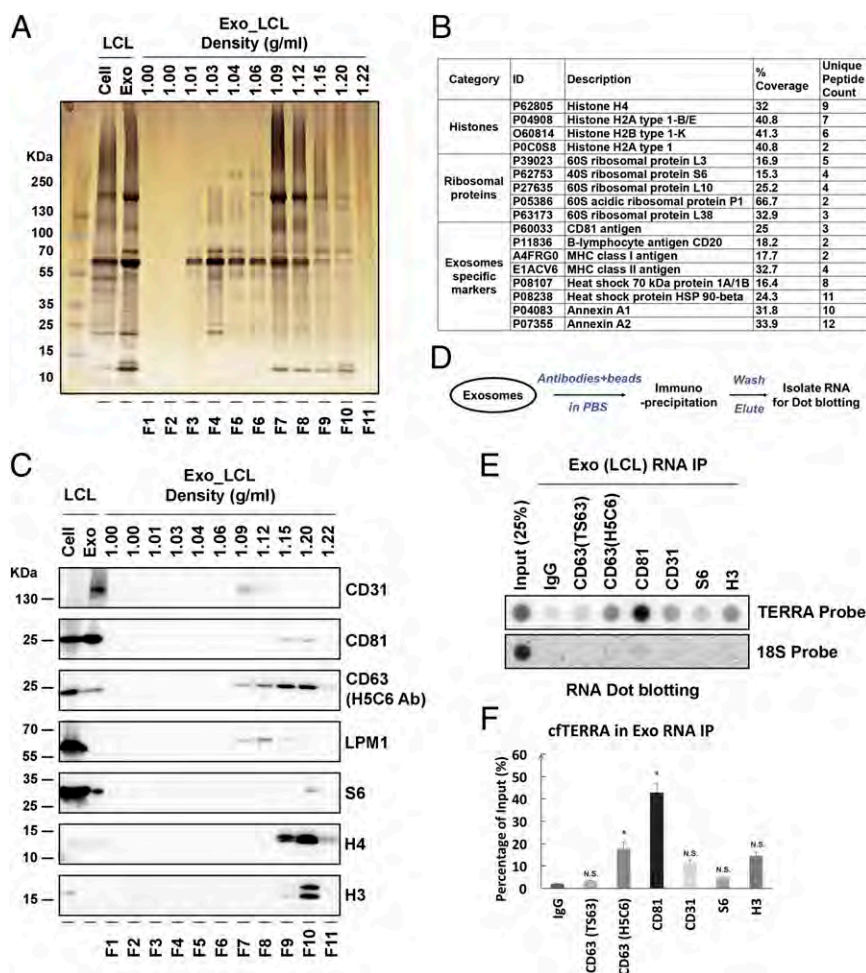 A
Exo_LCL
LCL
Density (g/ml)
Cell
Exo
1.00
1.00
1.01
1.03
1.04
1.06
1.09
1.12
1.15
1.20
1.22
KDa
250
130
100
70
55
35
25
15
10
F1
F2
F3
F4
F5
F6
F7
F8
F9
F10
F11
B
Category ID Description % Coverage Unique Peptide Count
Histones
P62805 Histone H4 32 9
P04908 Histone H2A type 1-B/E 40.8 7
O60814 Histone H2B type 1-K 41.3 6
P0C0S8 Histone H2A type 1 40.8 2
Ribosomal proteins
P39023 60S ribosomal protein L3 16.9 5
P62753 40S ribosomal protein S6 15.3 4
P27635 60S ribosomal protein L10 25.2 4
P05386 60S acidic ribosomal protein P1 66.7 2
P63173 60S ribosomal protein L38 32.9 3
Exosomes specific markers
P60033 CD81 antigen 25 3
P11836 B-lymphocyte antigen CD20 18.2 2
A4FRG0 MHC class I antigen 17.7 2
E1ACV6 MHC class II antigen 32.7 4
P08107 Heat shock 70 kDa protein 1A/1B 16.4 8
P08238 Heat shock protein HSP 90-beta 24.3 11
P04083 Annexin A1 31.8 10
P07355 Annexin A2 33.9 12
D
Exosomes
Antibodies+beads
in PBS
Immuno
-precipitation
Wash
Elute
Isolate RNA
for Dot blotting
C
Exo_LCL
LCL
Density (g/ml)
Cell
Exo
1.00
1.00
1.01
1.03
1.04
1.06
1.09
1.12
1.15
1.20
1.22
KDa
130
CD31
25
CD81
25
CD63
(H5C6 Ab)
70
55
LPM1
35
25
S6
15
10
H4
15
H3
F1
F2
F3
F4
F5
F6
F7
F8
F9
F10
F11
E
Exo (LCL) RNA IP
Input (25%)
IgG
CD63(TS63)
CD63(H5C6)
CD81
CD31
S6
H3
TERRA Probe
18S Probe
RNA Dot blotting
F
cfTERRA in Exo RNA IP
Percentage of Input (%)
60
50
40
30
20
10
0
N.S.
*
*
N.S.
N.S.
N.S.
IgG
CD63 (TS63)
CD63 (H5C6)
CD81
CD31
S6
H3